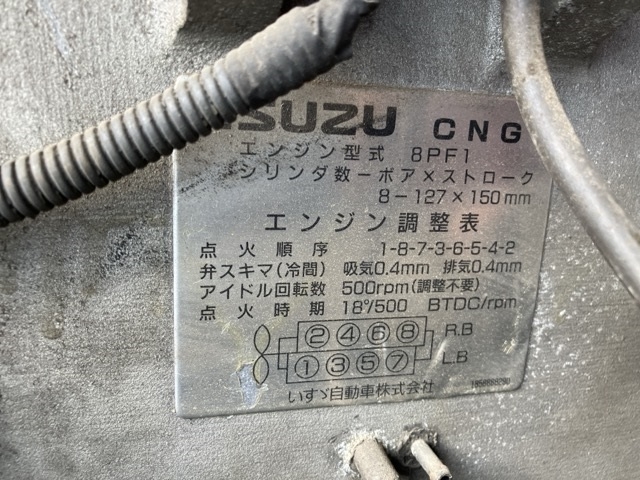 ISUZU CNG
エンジン型式 8PF1
シリンダ数ーボア×ストローク
8-127×150mm
エンジン調整表
点火順序 1-8-7-3-6-5-4-2
弁スキマ(冷間) 吸気0.4mm 排気0.4mm
アイドル回転数 500rpm(調整不要)
点火時期 18°/500 BTDC/rpm
②④⑥⑧ R.B
①③⑤⑦ L.B
いすゞ自動車株式会社